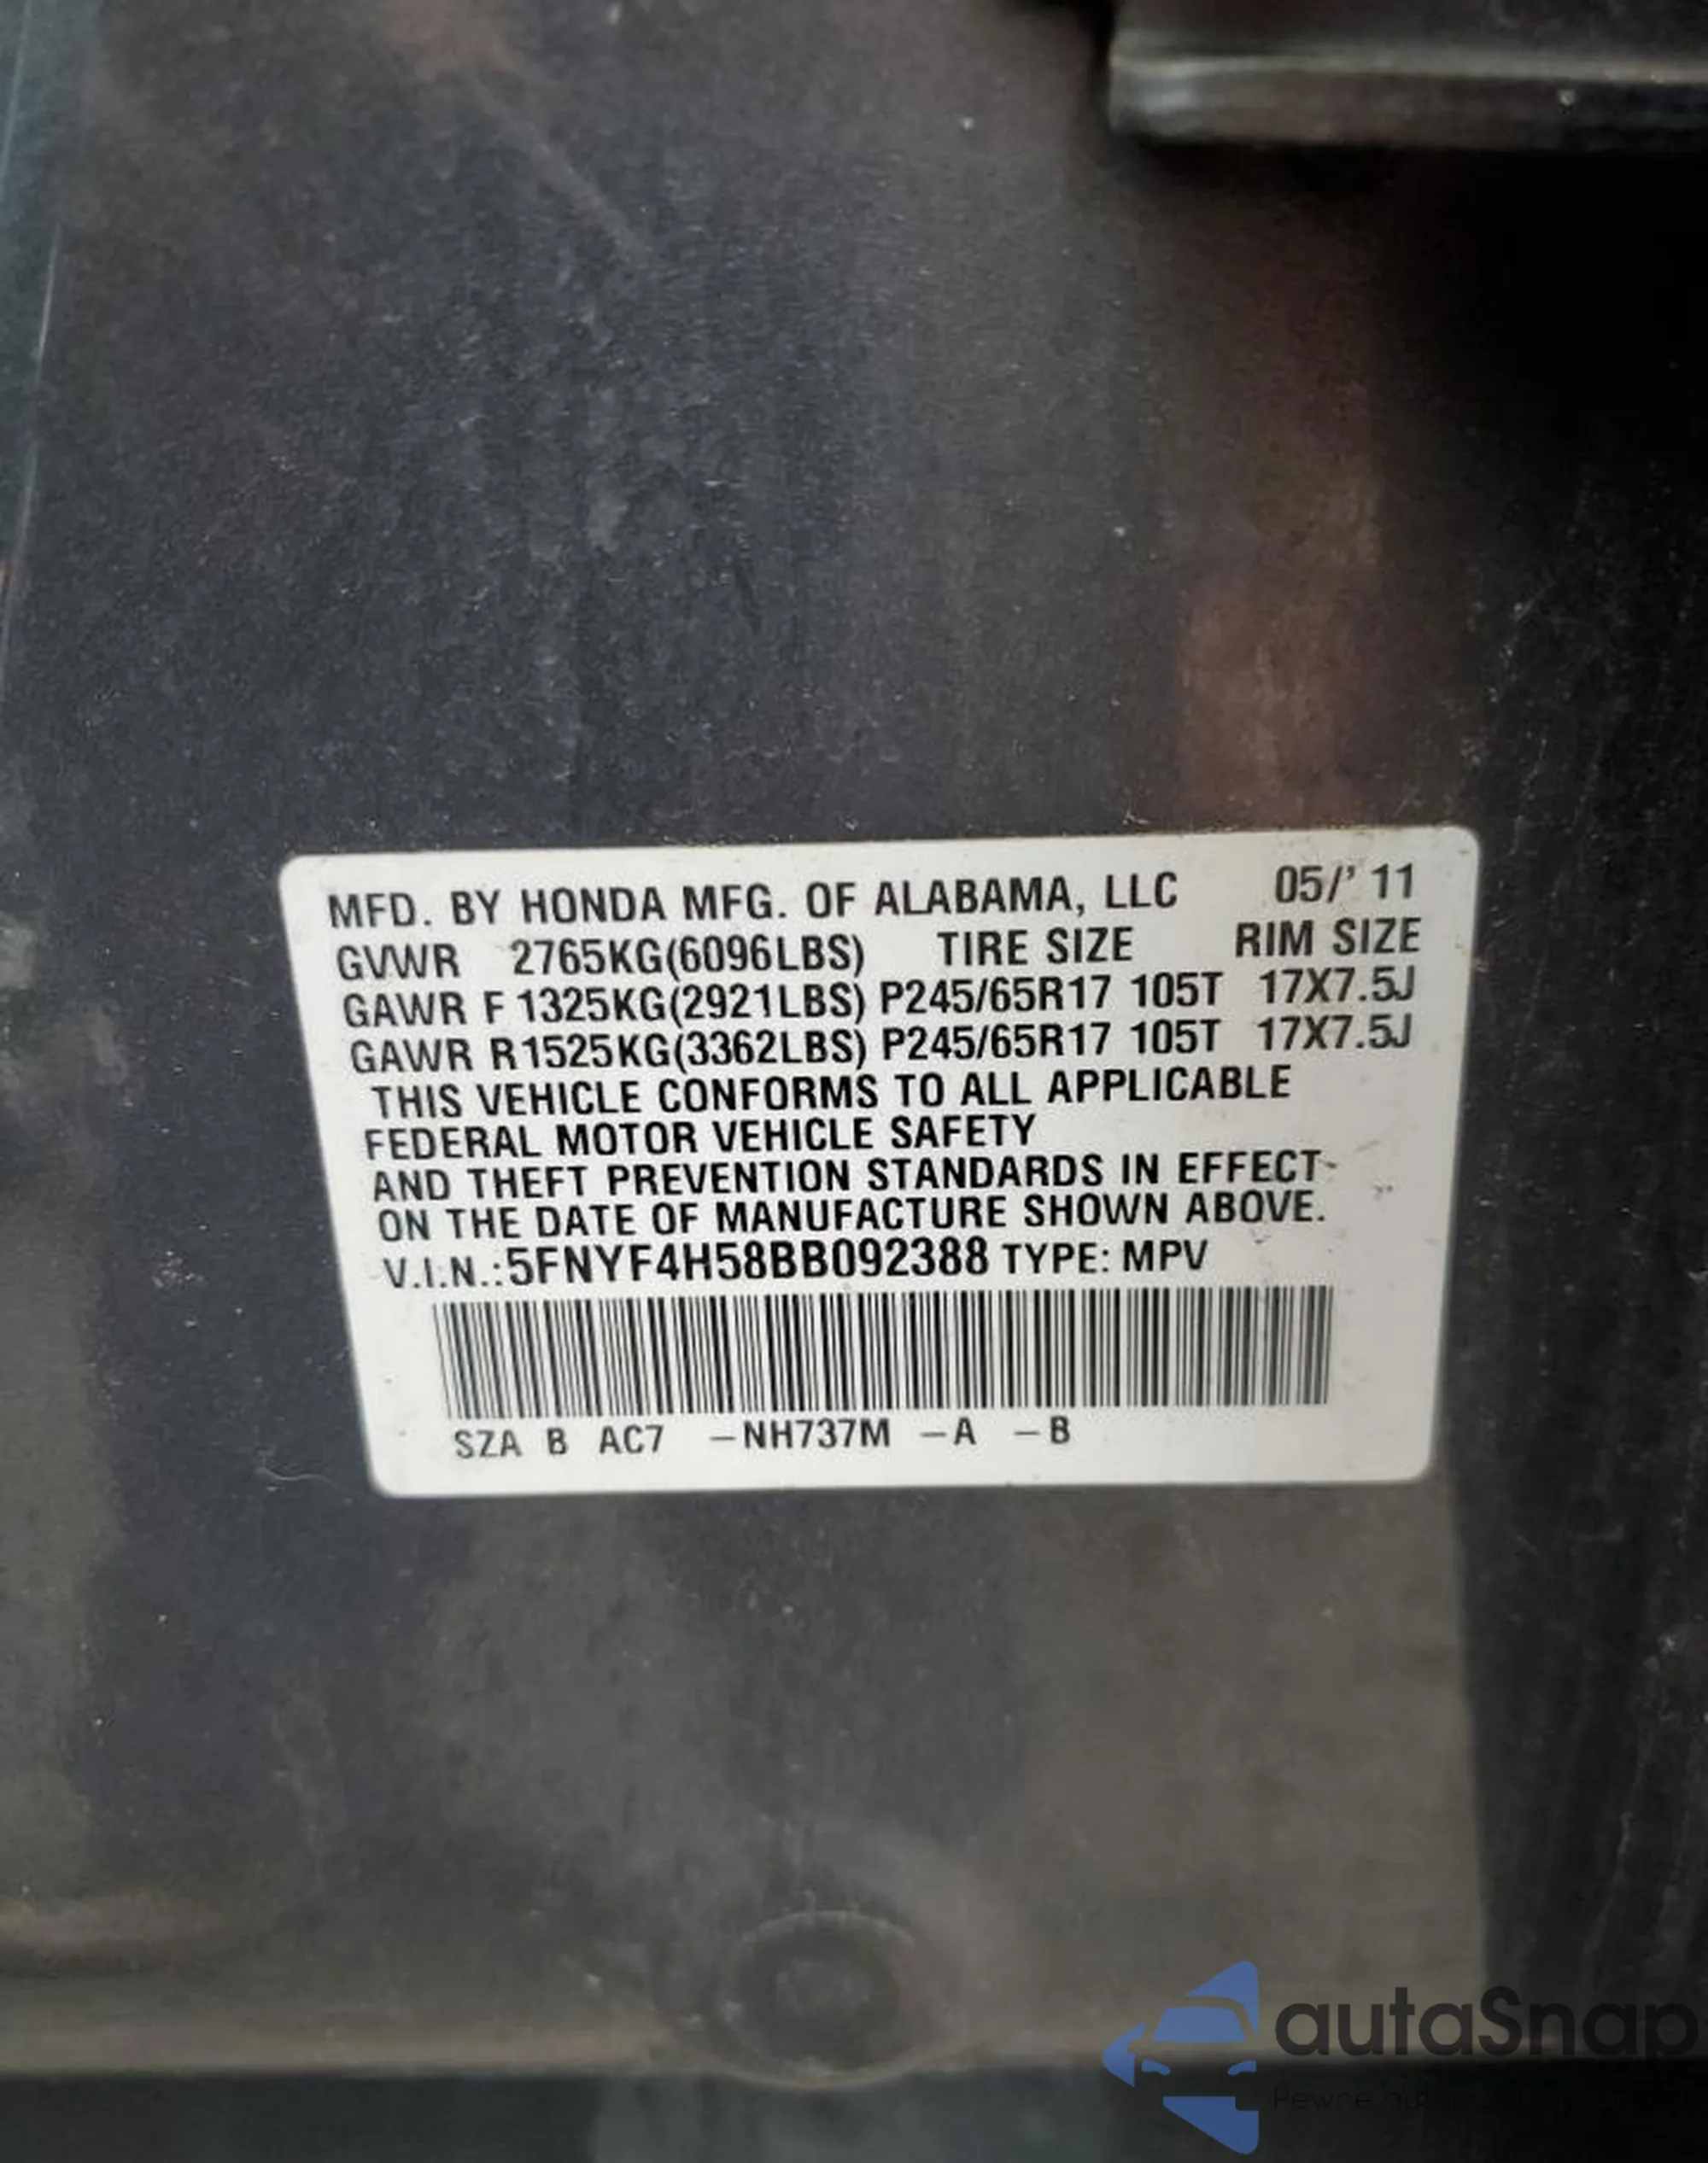 MFD. BY HONDA MFG. OF ALABAMA, LLC 05/' 11
GVWR 2765KG(6096LBS) TIRE SIZE RIM SIZE
GAWR F 1325KG(2921LBS) P245/65R17 105T 17X7.5J
GAWR R1525KG(3362LBS) P245/65R17 105T 17X7.5J
THIS VEHICLE CONFORMS TO ALL APPLICABLE
FEDERAL MOTOR VEHICLE SAFETY
AND THEFT PREVENTION STANDARDS IN EFFECT
ON THE DATE OF MANUFACTURE SHOWN ABOVE.
V.I.N.:5FNYF4H58BB092388 TYPE: MPV
SZA B AC7 –NH737M –A –B
autaSnap
Pewne